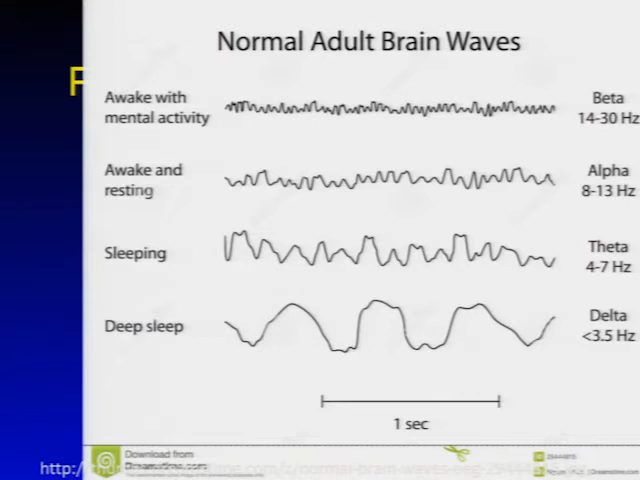 Normal Adult Brain Waves
Awake with
mental activity
Beta
14-30 Hz
Awake and
resting
Alpha
8-13 Hz
Sleeping
Theta
4-7 Hz
Deep sleep
Delta
<3.5 Hz
1 sec
Download from
Dreamstime.com